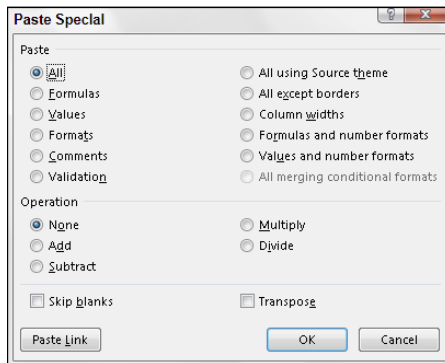 Paste Special
?
Paste
All
All using Source theme
Formulas
All except borders
Values
Column widths
Formats
Formulas and number formats
Comments
Values and number formats
Validation
All merging conditional formats
Operation
None
Multiply
Add
Divide
Subtract
Skip blanks
Transpose
Paste Link
OK
Cancel